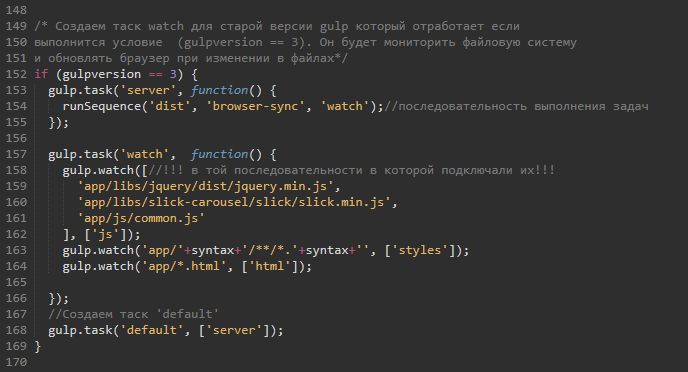 148
149 /* Создаем таск watch для старой версии gulp который отработает если
150 выполнится условие  (gulpversion == 3). Он будет мониторить файловую систему
151 и обновлять браузер при изменении в файлах*/
152 if (gulpversion == 3) {
153   gulp.task('server', function() {
154     runSequence('dist', 'browser-sync', 'watch');//последовательность выполнения задач
155   });
156
157   gulp.task('watch',  function() {
158     gulp.watch([//!!! в той последовательности в которой подключали их!!!
159       'app/libs/jquery/dist/jquery.min.js',
160       'app/libs/slick-carousel/slick/slick.min.js',
161       'app/js/common.js'
162     ], ['js']);
163     gulp.watch('app/'+syntax+'/**/*.'+syntax+'', ['styles']);
164     gulp.watch('app/*.html', ['html']);
165
166   });
167   //Создаем таск 'default'
168   gulp.task('default', ['server']);
169 }
170